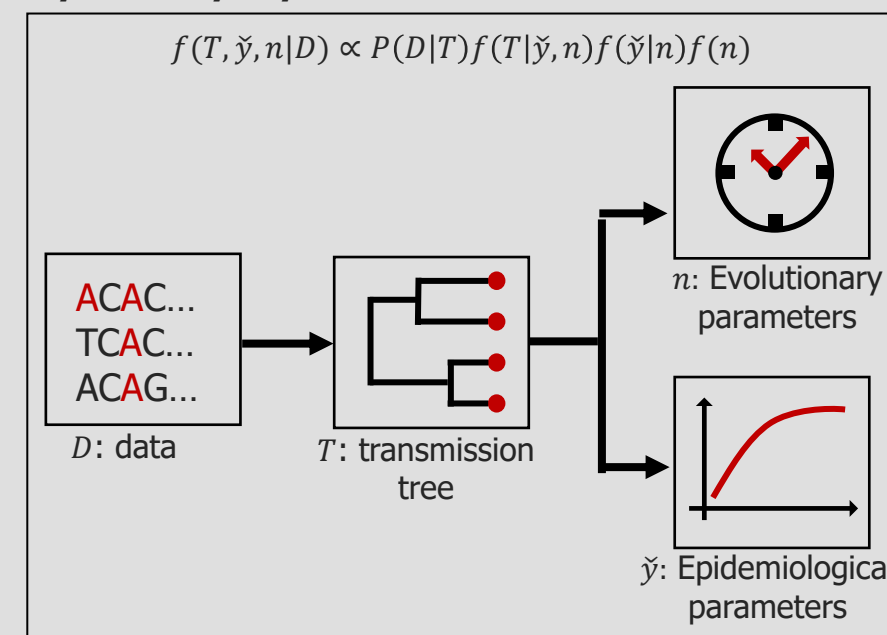 f(T, y̌, n|D) ∝ P(D|T)f(T|y̌, n)f(y̌|n)f(n)
ACAC...
TCAC...
ACAG...
D: data
T: transmission
tree
n: Evolutionary
parameters
y̌: Epidemiologica
parameters